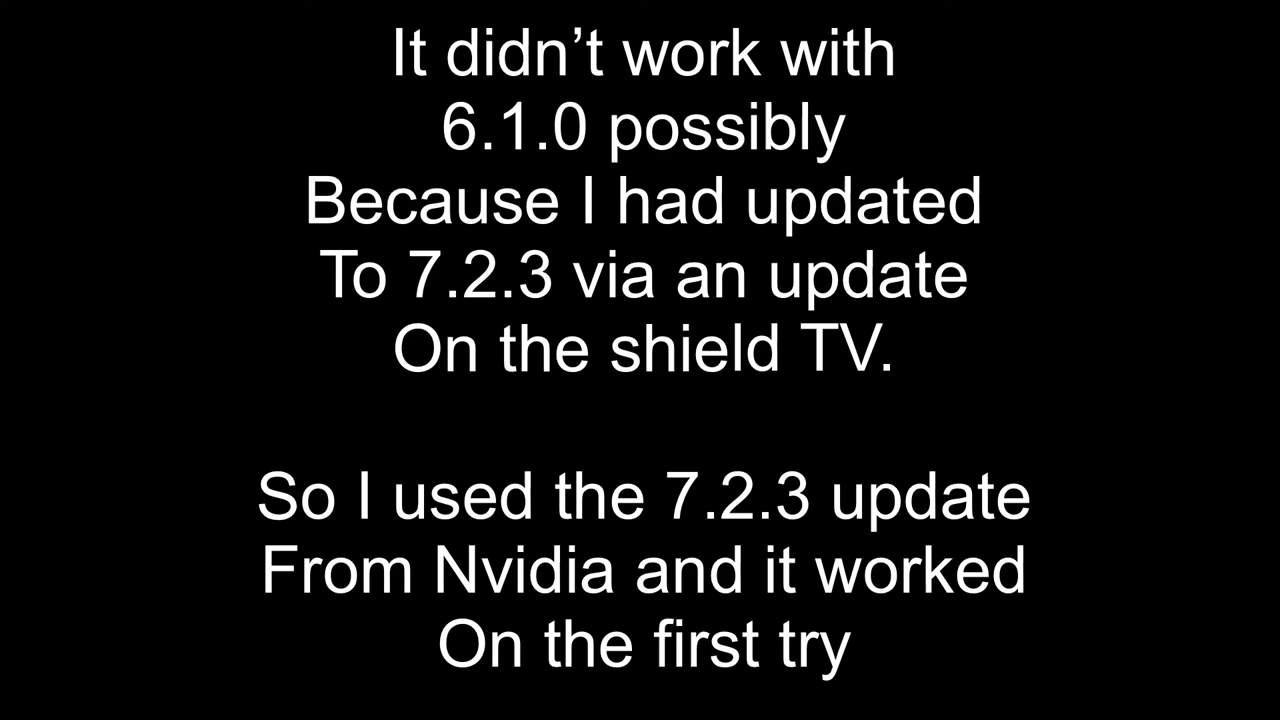 It didn’t work with
6.1.0 possibly
Because I had updated
To 7.2.3 via an update
On the shield TV.
So I used the 7.2.3 update
From Nvidia and it worked
On the first try